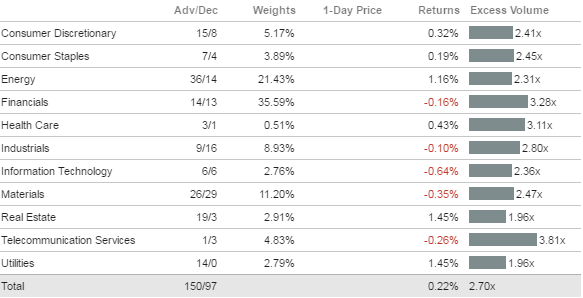 Adv/Dec Weights 1-Day Price Returns Excess Volume
Consumer Discretionary 15/8 5.17% 0.32% 2.41x
Consumer Staples 7/4 3.89% 0.19% 2.45x
Energy 36/14 21.43% 1.16% 2.31x
Financials 14/13 35.59% -0.16% 3.28x
Health Care 3/1 0.51% 0.43% 3.11x
Industrials 9/16 8.93% -0.10% 2.80x
Information Technology 6/6 2.76% -0.64% 2.36x
Materials 26/29 11.20% -0.35% 2.47x
Real Estate 19/3 2.91% 1.45% 1.96x
Telecommunication Services 1/3 4.83% -0.26% 3.81x
Utilities 14/0 2.79% 1.45% 1.96x
Total 150/97 0.22% 2.70x